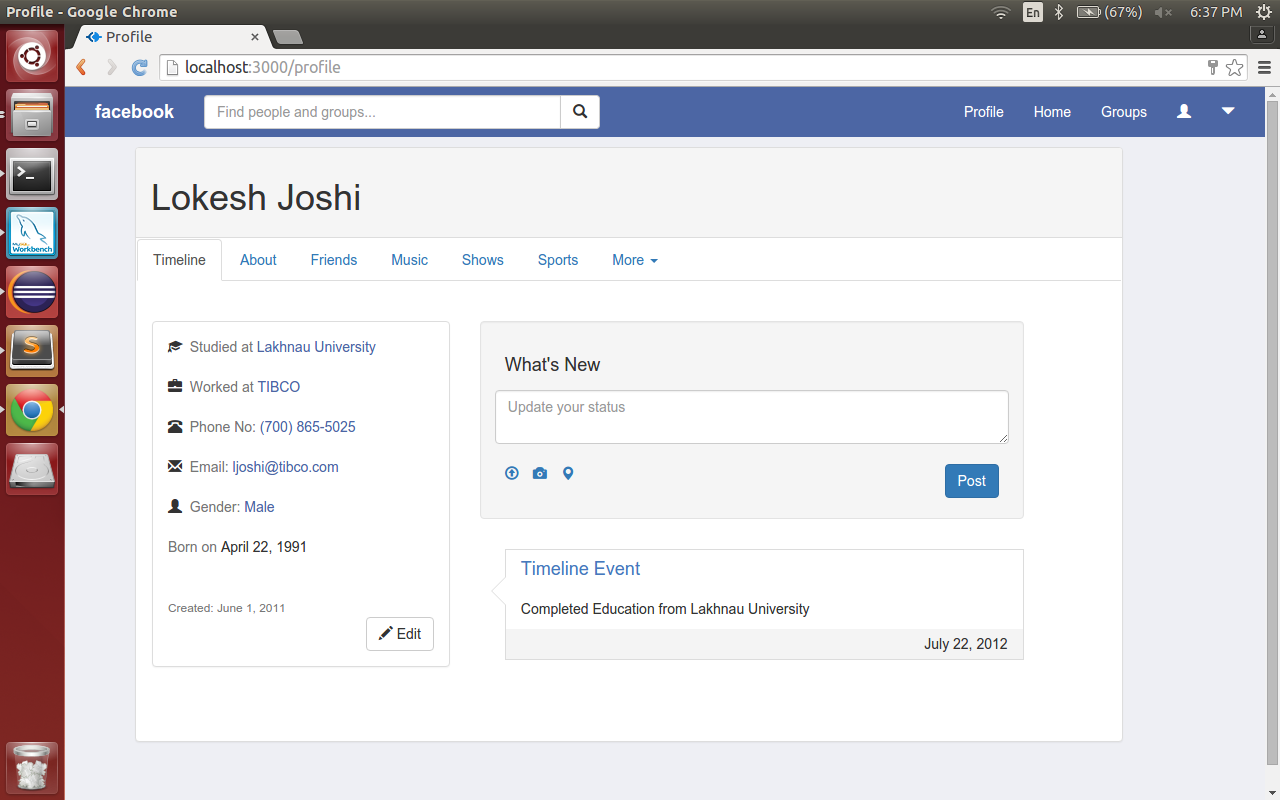 Profile - Google Chrome
En
(67%)
6:37 PM
Profile
localhost:3000/profile
facebook
Find people and groups...
Profile
Home
Groups
Lokesh Joshi
Timeline
About
Friends
Music
Shows
Sports
More
Studied at Lakhnau University
Worked at TIBCO
Phone No: (700) 865-5025
Email: ljoshi@tibco.com
Gender: Male
Born on April 22, 1991
Created: June 1, 2011
Edit
What's New
Update your status
Post
Timeline Event
Completed Education from Lakhnau University
July 22, 2012
Workbench
S